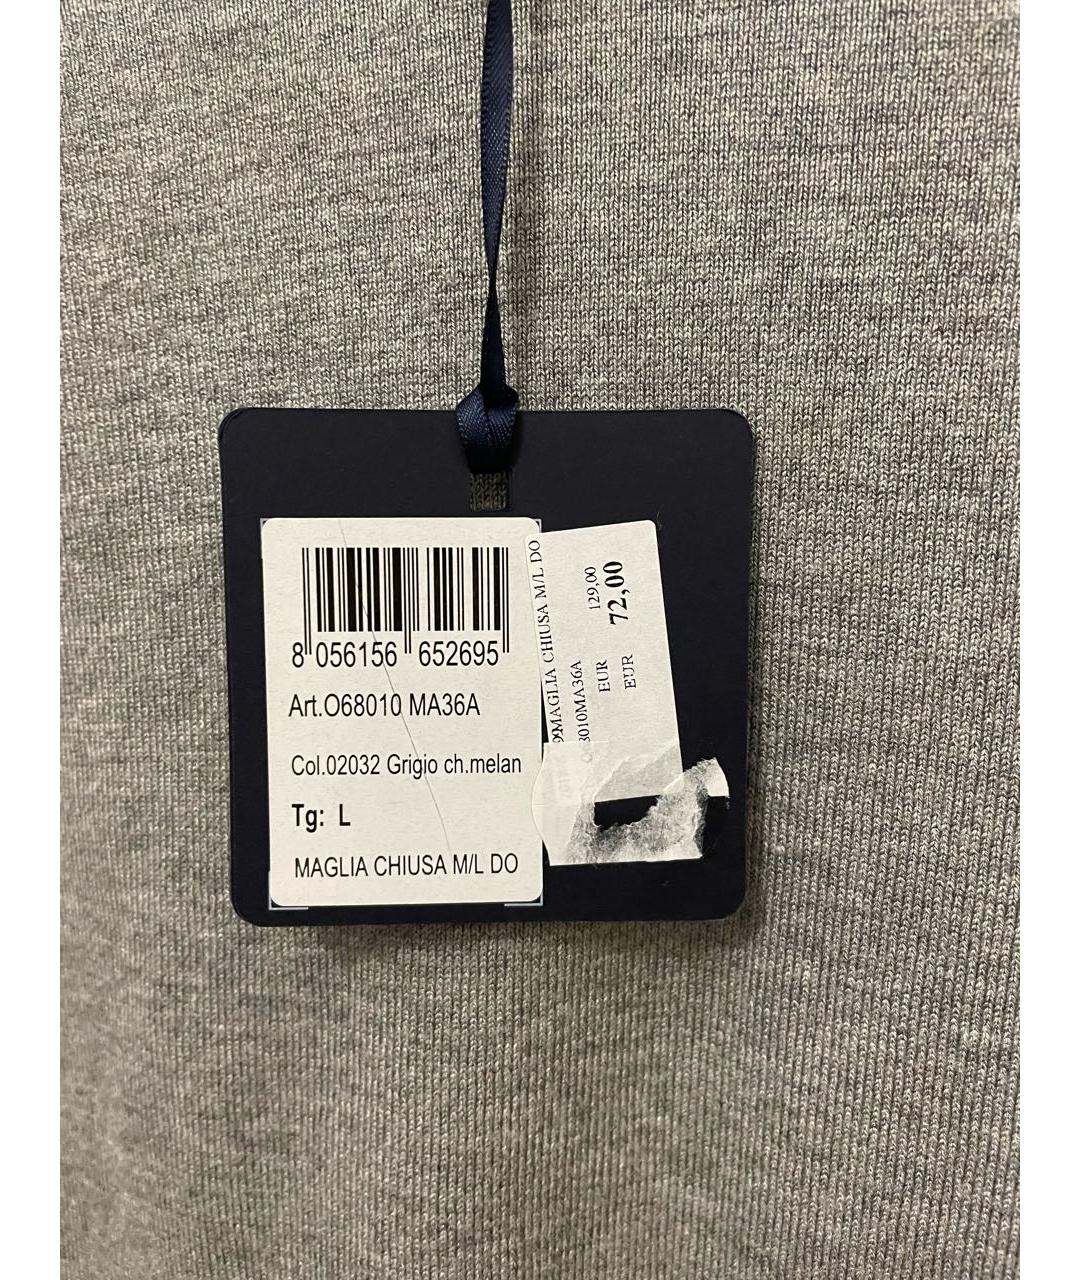 8 056156 652695
Art.O68010 MA36A
Col.02032 Grigio ch.melan
Tg: L
MAGLIA CHIUSA M/L DO
MAGLIA CHIUSA M/L DO
8010MA36A
EUR 129,00
EUR 72,00